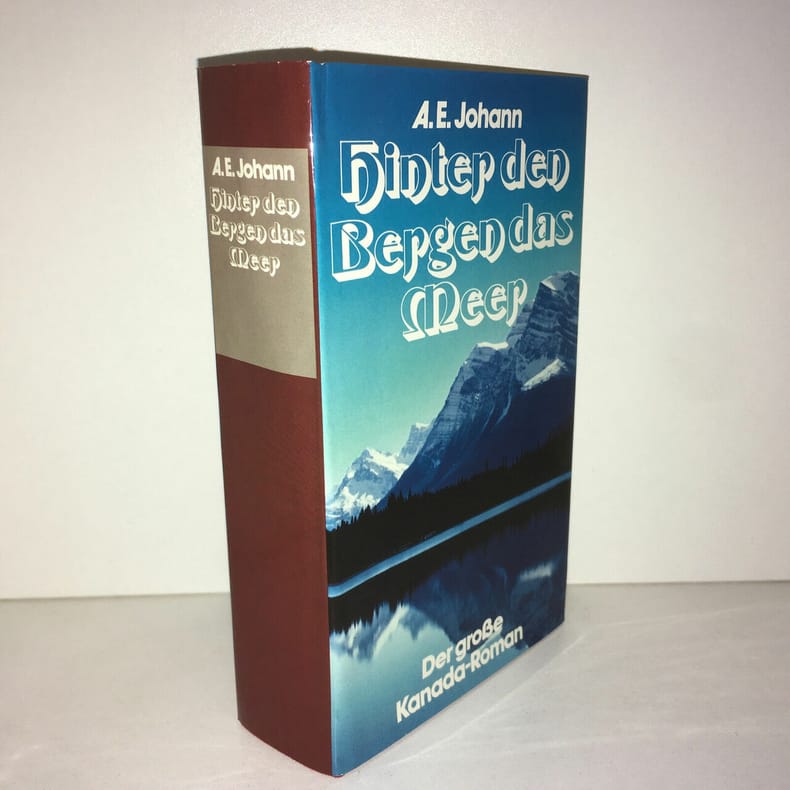 A.E. Johann
Hinter den
Bergen das
Meer
A.E. Johann
Hinter den
Bergen das
Meer
Der große
Kanada-Roman